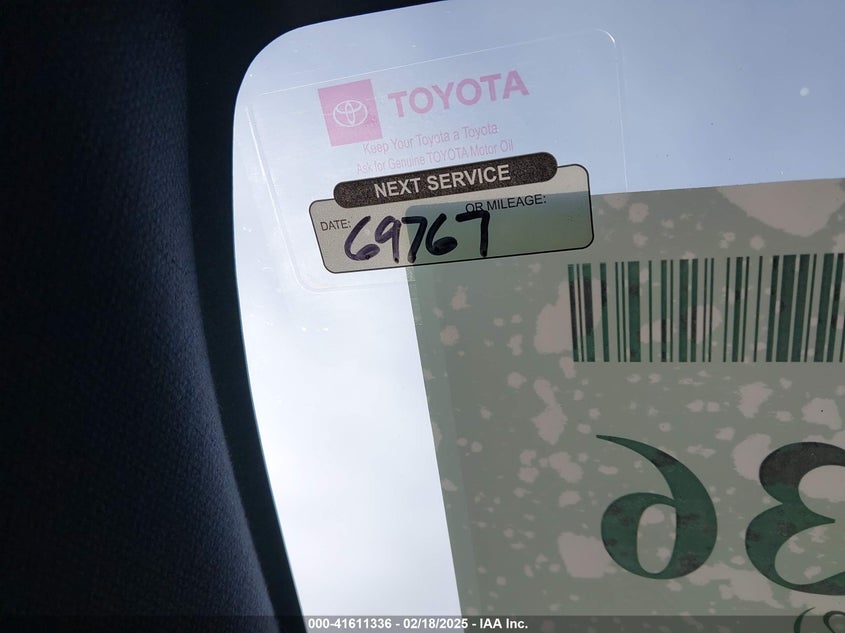 TOYOTA
Keep Your Toyota a Toyota
Ask for Genuine TOYOTA Motor Oil
NEXT SERVICE
DATE: OR MILEAGE:
69767
000-41611336 - 02/18/2025 - IAA Inc.